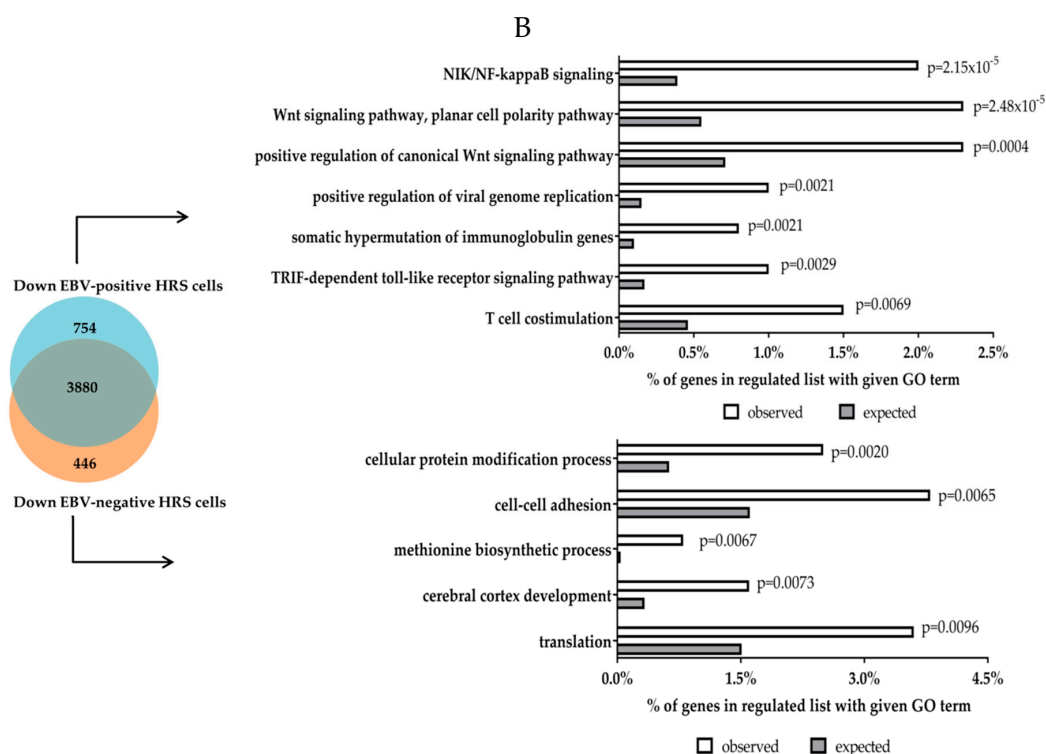 B
NIK/NF-kappaB signaling
p=2.15x10⁻⁵
Wnt signaling pathway, planar cell polarity pathway
p=2.48x10⁻⁵
positive regulation of canonical Wnt signaling pathway
p=0.0004
positive regulation of viral genome replication
p=0.0021
somatic hypermutation of immunoglobulin genes
p=0.0021
TRIF-dependent toll-like receptor signaling pathway
p=0.0029
T cell costimulation
p=0.0069
0.0% 0.5% 1.0% 1.5% 2.0% 2.5%
% of genes in regulated list with given GO term
observed expected
Down EBV-positive HRS cells
754
3880
446
Down EBV-negative HRS cells
cellular protein modification process
p=0.0020
cell-cell adhesion
p=0.0065
methionine biosynthetic process
p=0.0067
cerebral cortex development
p=0.0073
translation
p=0.0096
0.0% 1.5% 3.0% 4.5%
% of genes in regulated list with given GO term
observed expected